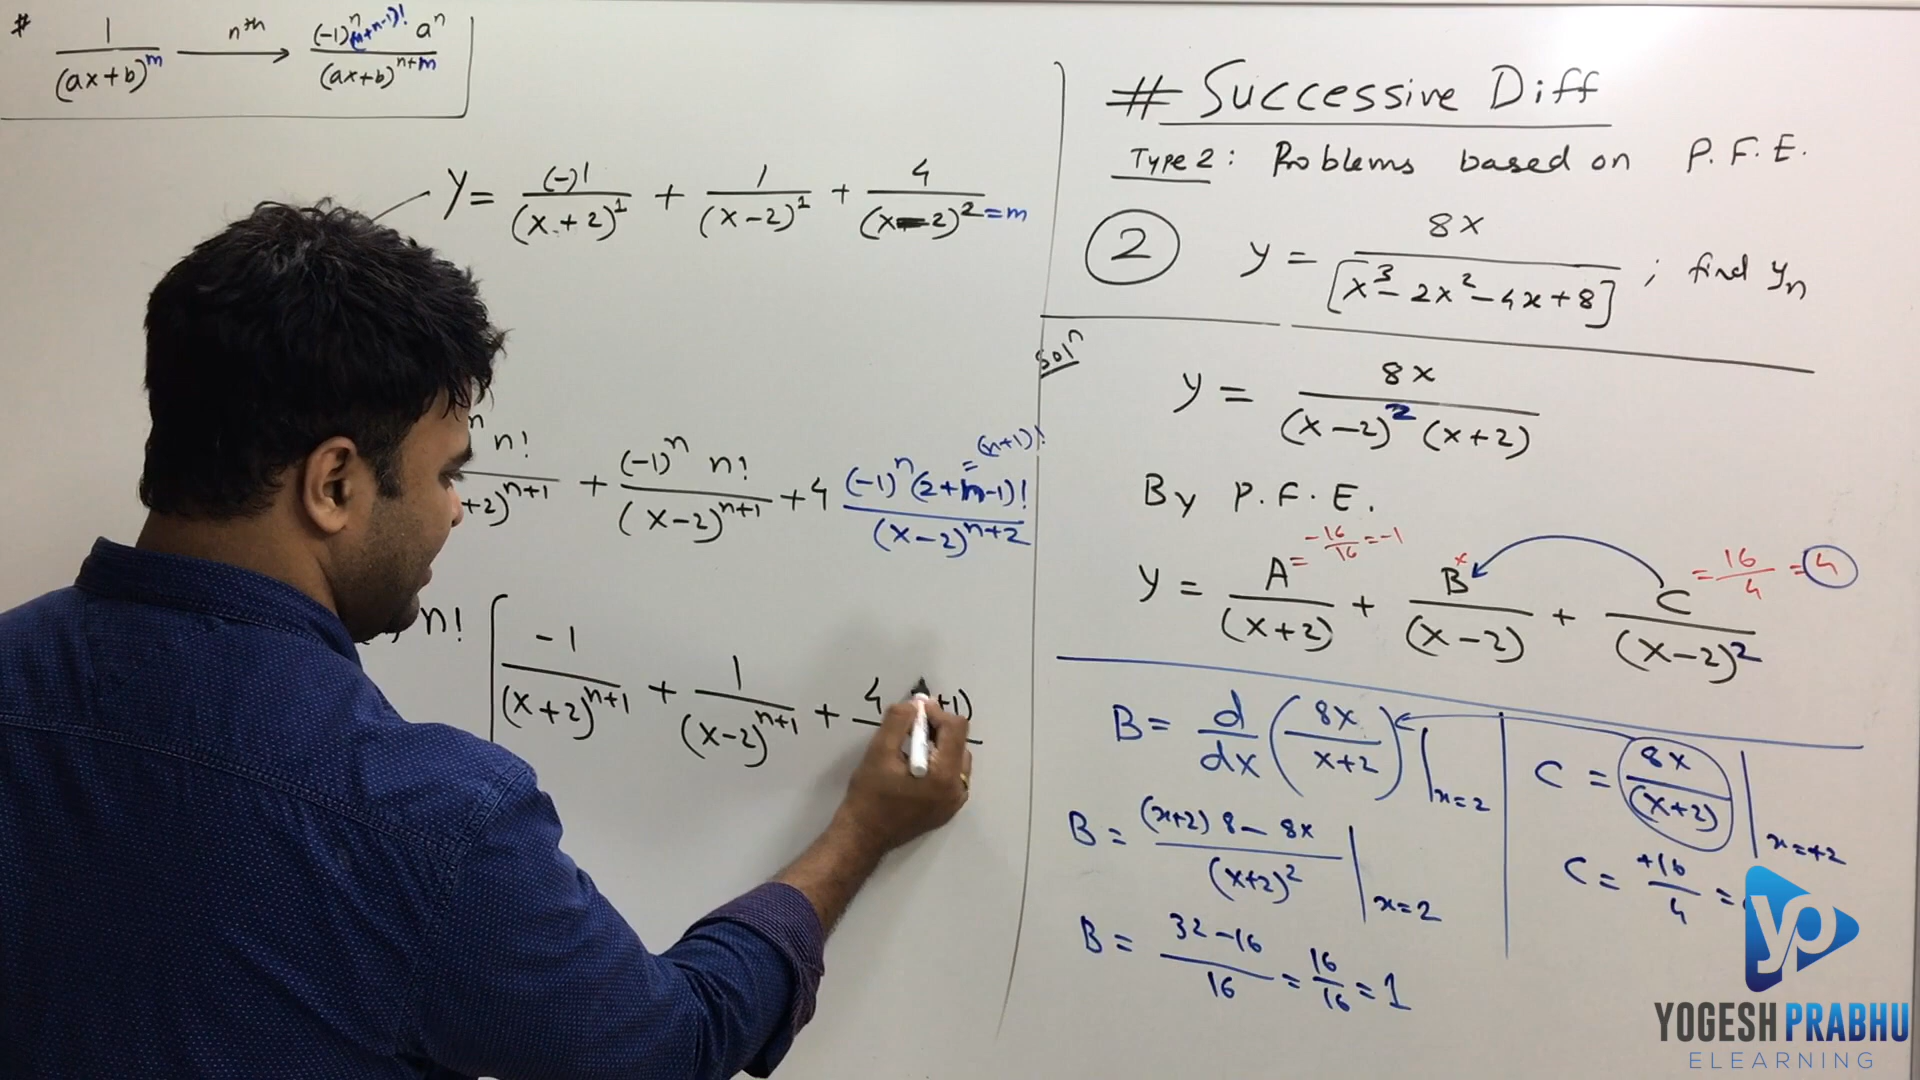 # 1/(ax+b)^m —nth→ (-1)^n (m+n-1)! a^n/(ax+b)^{n+m}
y = (-)1/(x+2)^1 + 1/(x-2)^1 + 4/(x-2)^2 = m
n n!/+2)^{n+1} + (-1)^n n!/(x-2)^{n+1} + 4 (-1)^n (2+n-1)!/(x-2)^{n+2} = (n+1)!
n! [ -1/(x+2)^{n+1} + 1/(x-2)^{n+1} + 4 +1)
# Successive Diff
Type 2: Problems based on P.F.E.
2 y = 8x/[x^3-2x^2-4x+8] ; find yn
Sol^n
y = 8x/(x-2)^2 (x+2)
By P.F.E.
y = A/(x+2) + B/(x-2) + C/(x-2)^2
= -16/16 = -1
x
= 16/4 = 4
B = d/dx (8x/x+2) |x=2
B = (x+2) 8 - 8x/(x+2)^2 |x=2
B = 32-16/16 = 16/16 = 1
C = 8x/(x+2) |x=+2
C = +16/4 =
yp
YOGESH PRABHU
ELEARNING